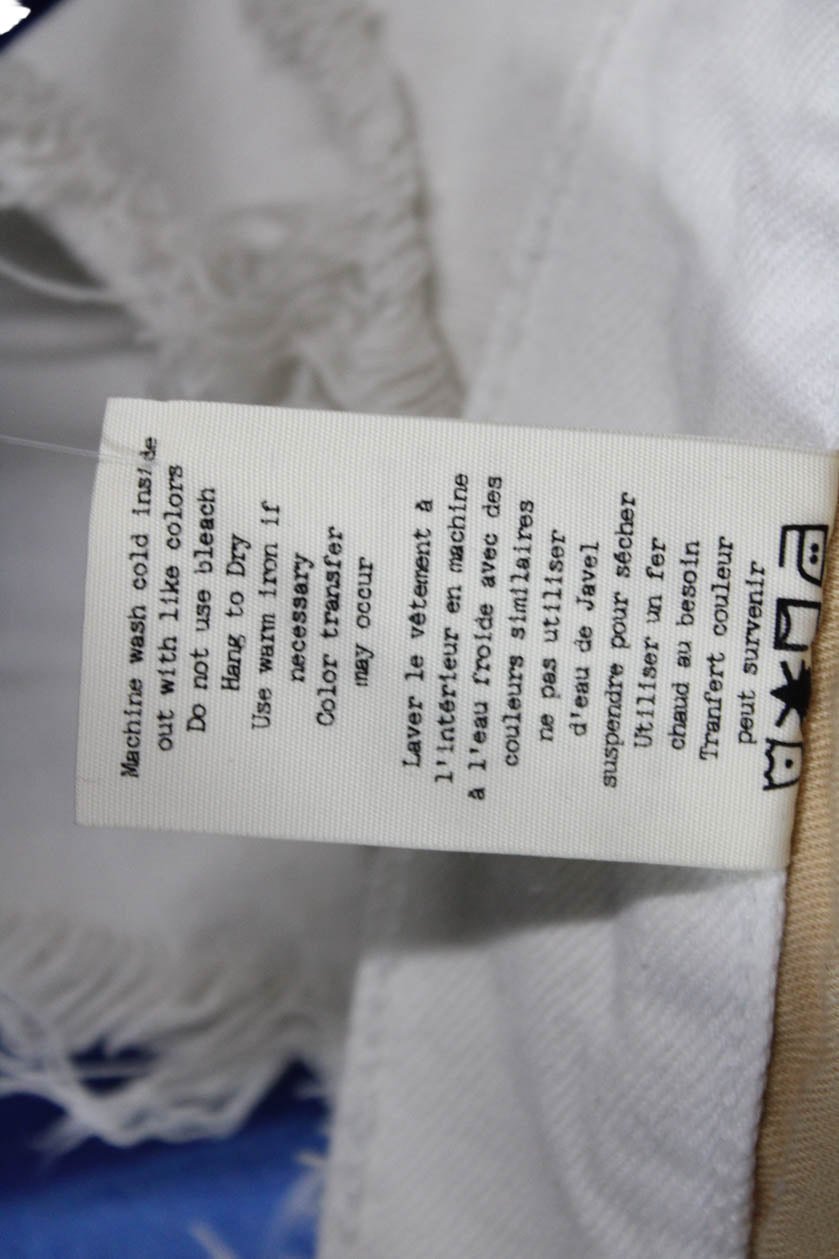 Machine wash cold inside
out with like colors
Do not use bleach
Hang to Dry
Use warm iron if
necessary
Color transfer
may occur
Laver le vêtement à
l'intérieur en machine
à l'eau froide avec des
couleurs similaires
ne pas utiliser
d'eau de Javel
suspendre pour sécher
Utiliser un fer
chaud au besoin
Tranfert couleur
peut survenir